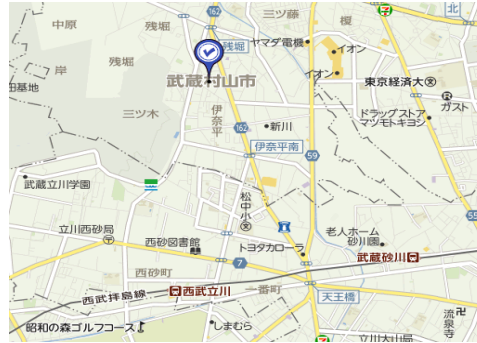 中原
残堀
三ツ藤
榎
北
残堀
ヤマダ電機
イオン
岸
残堀
武蔵村山市
イオン
東京経済大
田基地
162
ガスト
三ツ木
伊奈平
162
新川
ドラッグストア
マツモトキヨシ
伊奈平南
59
武蔵立川学園
松中小
55
立川西砂局
老人ホーム
砂川園
西砂図書館
トヨタカローラ
武蔵砂川
7
西砂町
西武立川
一番町
西武拝島線
天王橋
流泉寺
昭和の森ゴルフコース
しまむら
立川大山局